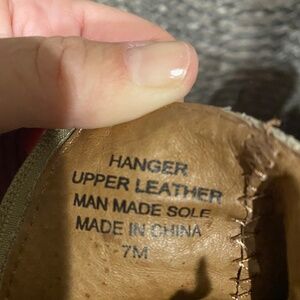 HANGER
UPPER LEATHER
MAN MADE SOLE
MADE IN CHINA
7M